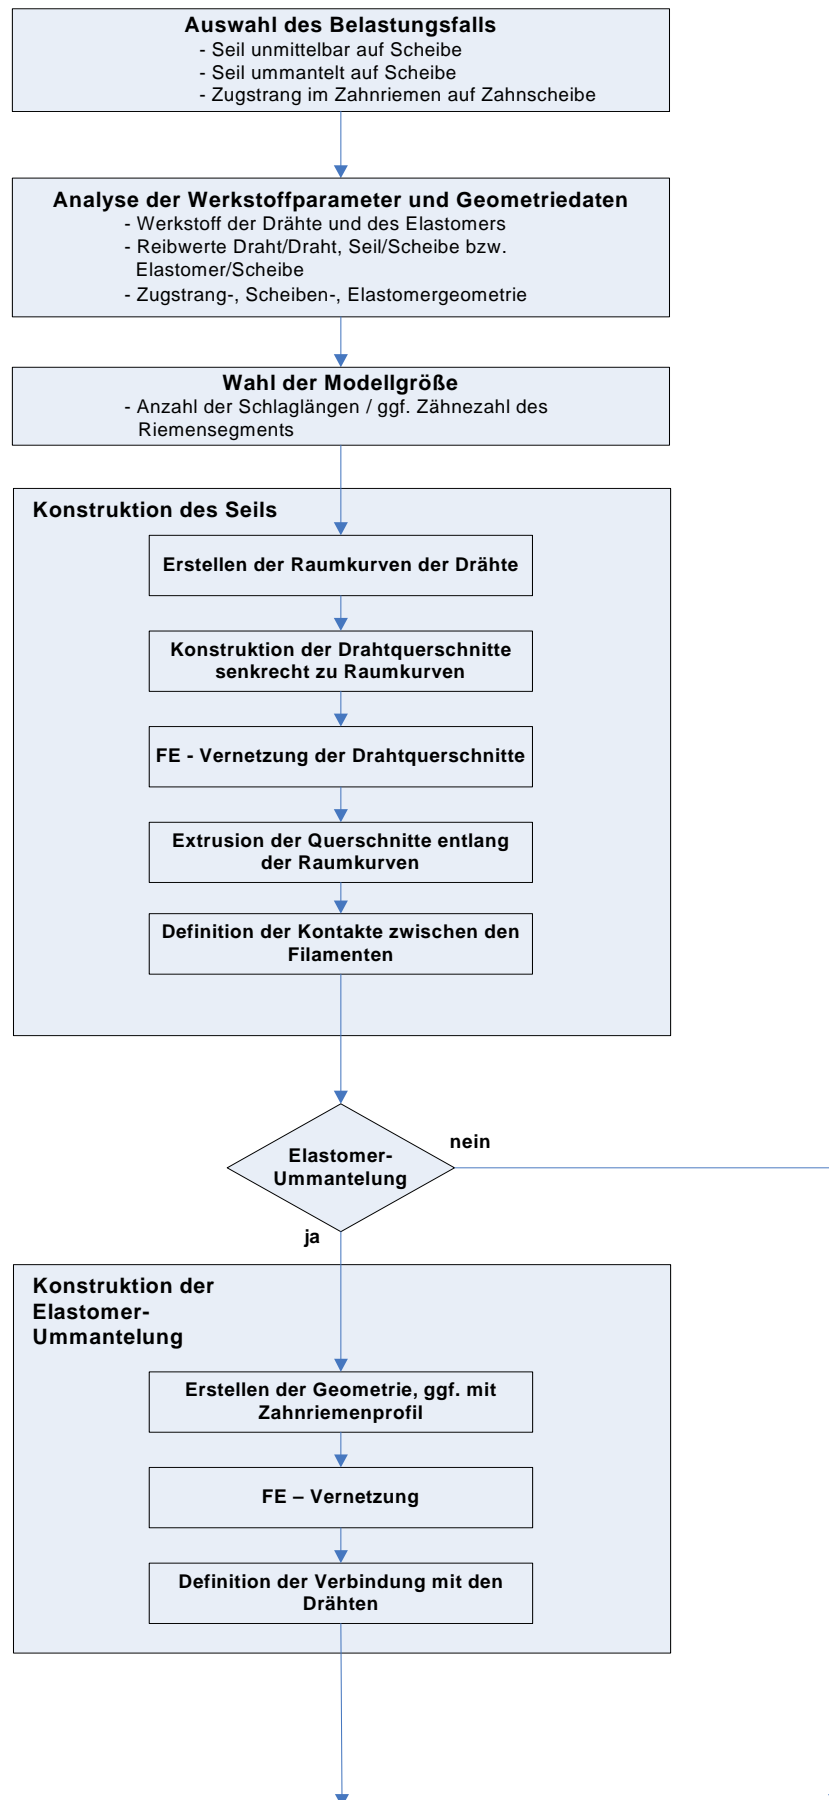 Auswahl des Belastungsfalls
- Seil unmittelbar auf Scheibe
- Seil ummantelt auf Scheibe
- Zugstrang im Zahnriemen auf Zahnscheibe
Analyse der Werkstoffparameter und Geometriedaten
- Werkstoff der Drähte und des Elastomers
- Reibwerte Draht/Draht, Seil/Scheibe bzw.
Elastomer/Scheibe
- Zugstrang-, Scheiben-, Elastomergeometrie
Wahl der Modellgröße
- Anzahl der Schlaglängen / ggf. Zähnezahl des
Riemensegments
Konstruktion des Seils
Erstellen der Raumkurven der Drähte
Konstruktion der Drahtquerschnitte
senkrecht zu Raumkurven
FE - Vernetzung der Drahtquerschnitte
Extrusion der Querschnitte entlang
der Raumkurven
Definition der Kontakte zwischen den
Filamenten
Elastomer-
Ummantelung
nein
ja
Konstruktion der
Elastomer-
Ummantelung
Erstellen der Geometrie, ggf. mit
Zahnriemenprofil
FE – Vernetzung
Definition der Verbindung mit den
Drähten